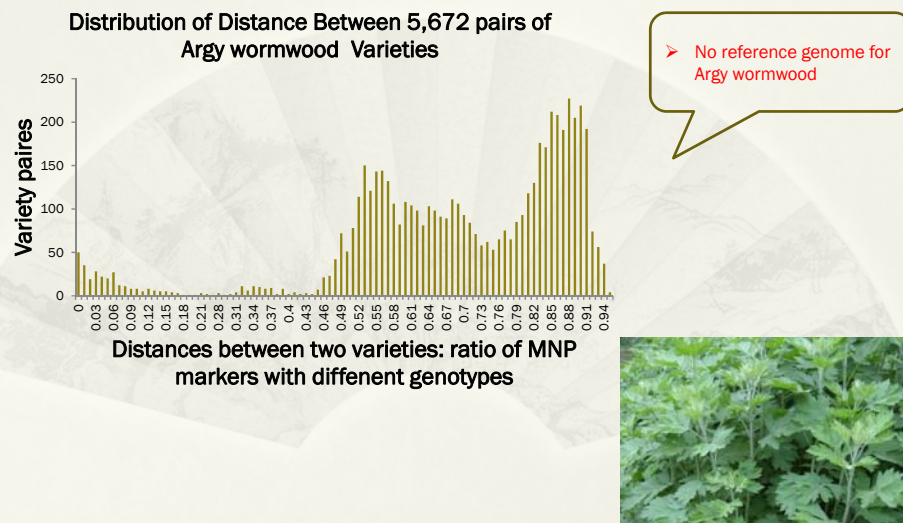 Distribution of Distance Between 5,672 pairs of
Argy wormwood Varieties
➢ No reference genome for
Argy wormwood
250
200
150
100
50
0
Variety paires
0 0.03 0.06 0.09 0.12 0.15 0.18 0.21 0.28 0.31 0.34 0.37 0.4 0.43 0.46 0.49 0.52 0.55 0.58 0.61 0.64 0.67 0.7 0.73 0.76 0.79 0.82 0.85 0.88 0.91 0.94
Distances between two varieties: ratio of MNP
markers with diffenent genotypes